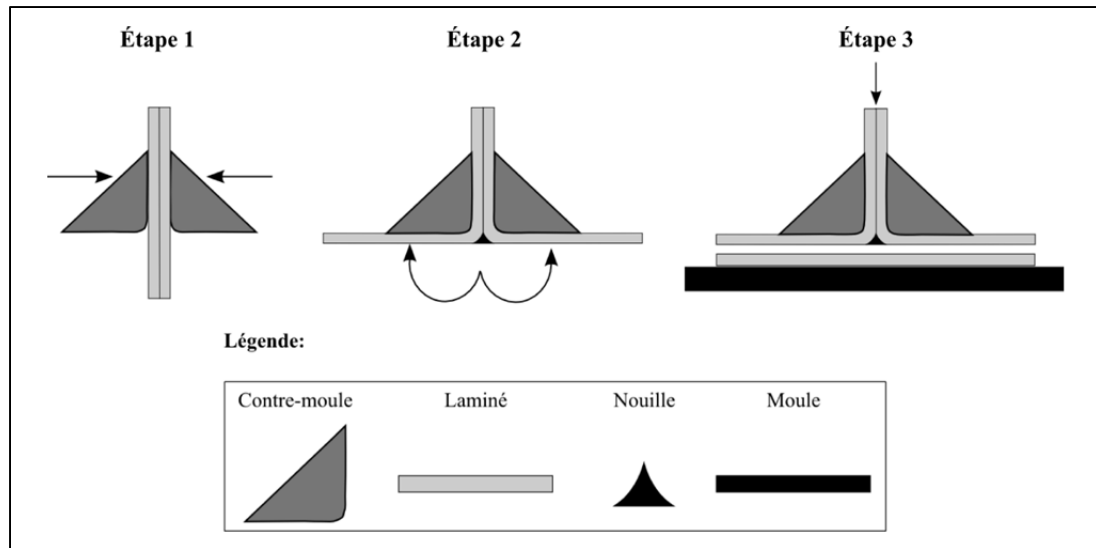 Étape 1
Étape 2
Étape 3
Légende:
Contre-moule
Laminé
Nouille
Moule